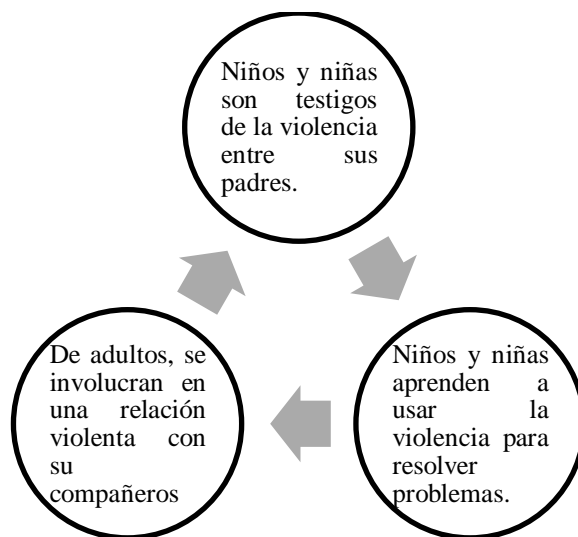 Niños y niñas
son testigos
de la violencia
entre sus
padres.
Niños y niñas
aprenden a
usar la
violencia para
resolver
problemas.
De adultos, se
involucran en
una relación
violenta con
su
compañeros